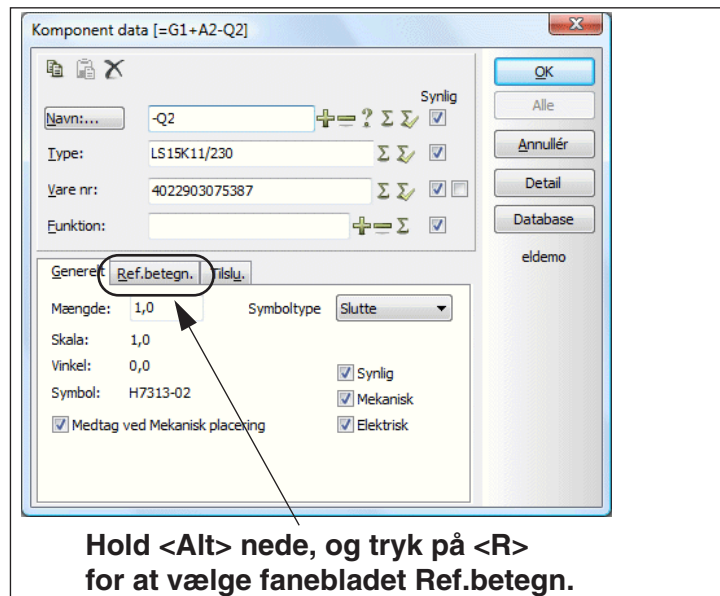 Komponent data [=G1+A2-Q2]
Synlig
Navn:...
-Q2
Type:
LS15K11/230
Vare nr:
4022903075387
Funktion:
OK
Alle
Annullér
Detail
Database
eldemo
Generelt Ref.betegn. Tilslu.
Mængde: 1,0 Symboltype Slutte
Skala: 1,0
Vinkel: 0,0
Synlig
Symbol: H7313-02
Mekanisk
Medtag ved Mekanisk placering
Elektrisk
Hold <Alt> nede, og tryk på <R>
for at vælge fanebladet Ref.betegn.